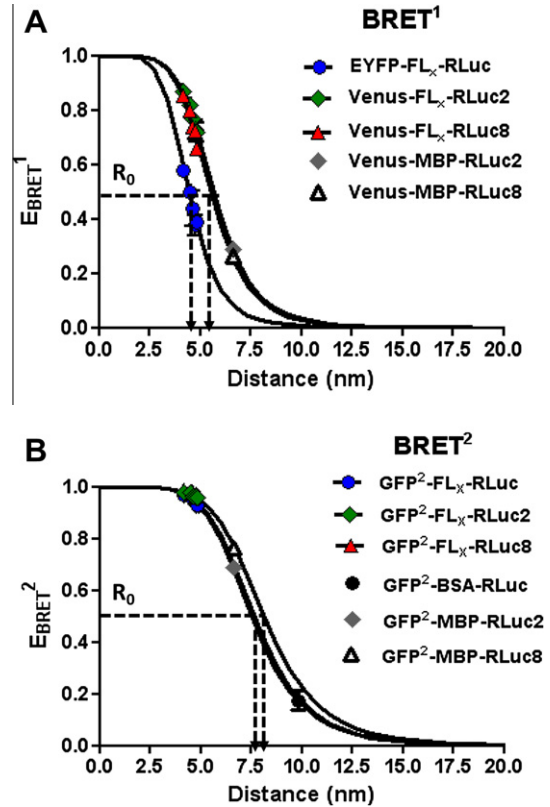 A
BRET¹
EYFP-FLₓ-RLuc
Venus-FLₓ-RLuc2
Venus-FLₓ-RLuc8
Venus-MBP-RLuc2
Venus-MBP-RLuc8
1.0
0.8
0.6
0.4
0.2
0.0
E_BRET¹
R₀
0.0 2.5 5.0 7.5 10.0 12.5 15.0 17.5 20.0
Distance (nm)
B
BRET²
GFP²-FLₓ-RLuc
GFP²-FLₓ-RLuc2
GFP²-FLₓ-RLuc8
GFP²-BSA-RLuc
GFP²-MBP-RLuc2
GFP²-MBP-RLuc8
1.0
0.8
0.6
0.4
0.2
0.0
E_BRET²
R₀
0.0 2.5 5.0 7.5 10.0 12.5 15.0 17.5 20.0
Distance (nm)